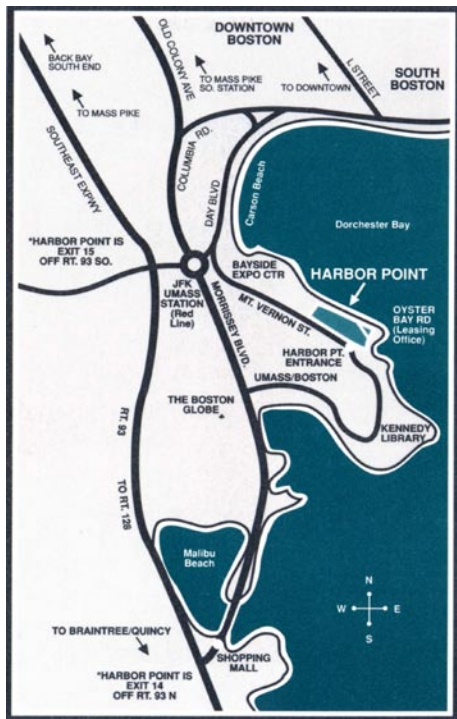 DOWNTOWN
BOSTON
OLD COLONY AVE
BACK BAY
SOUTH END
TO MASS PIKE
SO. STATION
L STREET
SOUTH
BOSTON
TO DOWNTOWN
TO MASS PIKE
SOUTHEAST EXPWY
COLUMBIA RD.
DAY BLVD
Carson Beach
Dorchester Bay
*HARBOR POINT IS
EXIT 15
OFF RT. 93 SO.
BAYSIDE
EXPO CTR
HARBOR POINT
JFK
UMASS
STATION
(Red
Line)
MORRISSEY BLVD.
MT. VERNON ST.
OYSTER
BAY RD
(Leasing
Office)
HARBOR PT.
ENTRANCE
UMASS/BOSTON
THE BOSTON
GLOBE
KENNEDY
LIBRARY
RT. 93
TO RT. 128
Malibu
Beach
N
W
E
S
TO BRAINTREE/QUINCY
SHOPPING
MALL
*HARBOR POINT IS
EXIT 14
OFF RT. 93 N